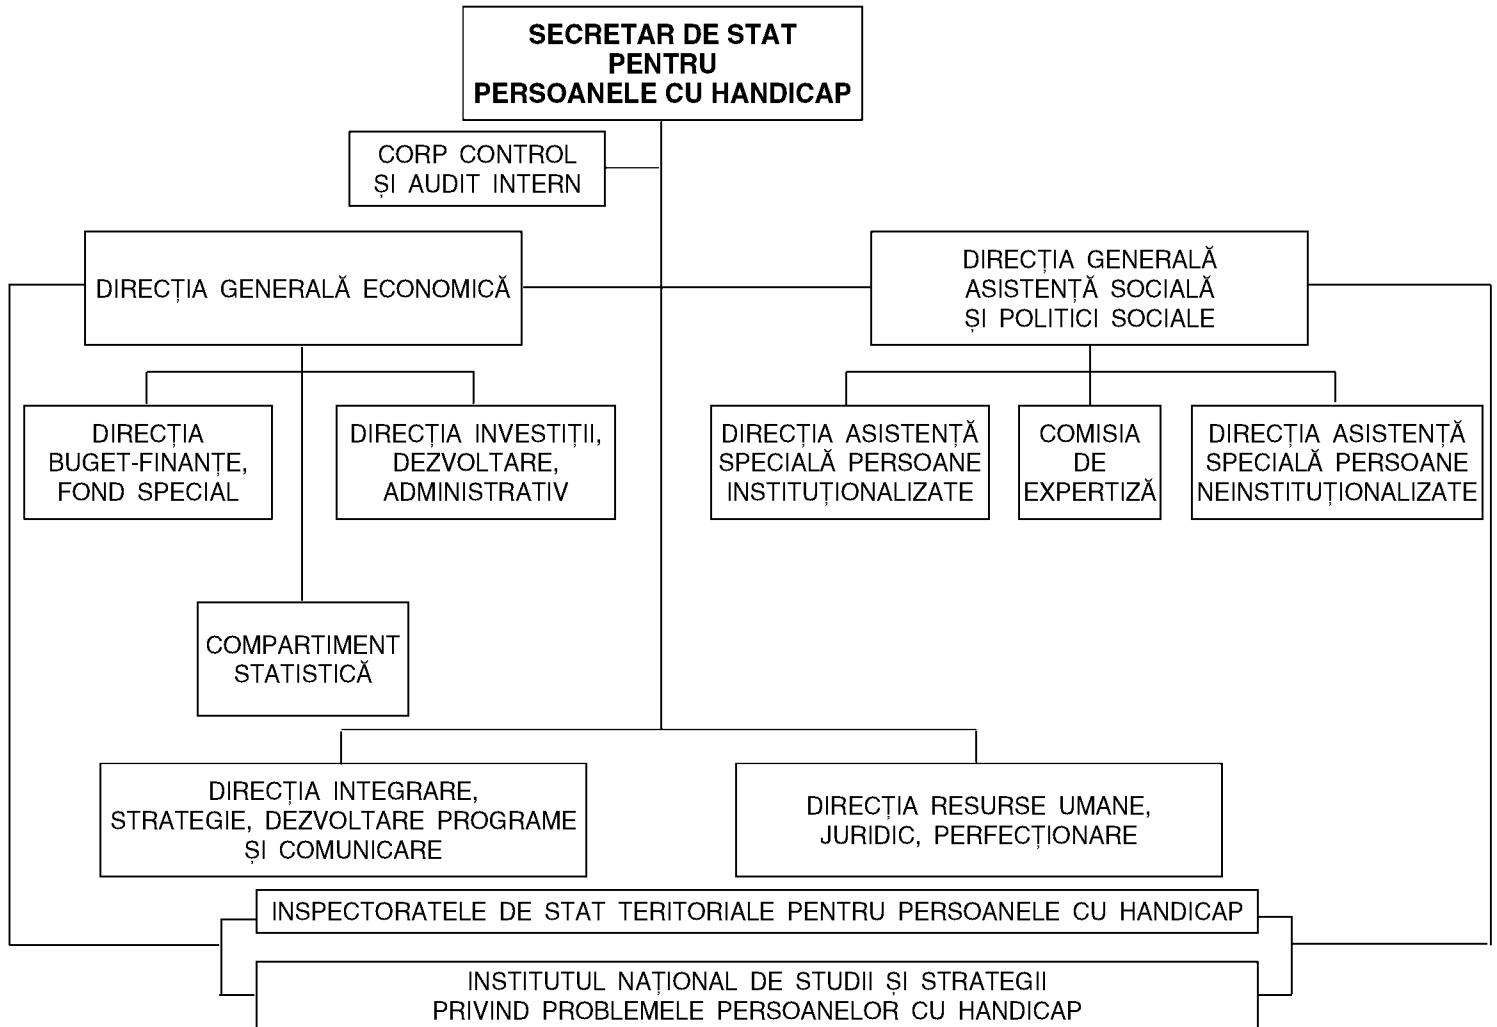 SECRETAR DE STAT
PENTRU
PERSOANELE CU HANDICAP
CORP CONTROL
ȘI AUDIT INTERN
DIRECȚIA GENERALĂ ECONOMICĂ
DIRECȚIA GENERALĂ
ASISTENȚĂ SOCIALĂ
ȘI POLITICI SOCIALE
DIRECȚIA
BUGET-FINANȚE,
FOND SPECIAL
DIRECȚIA INVESTIȚII,
DEZVOLTARE,
ADMINISTRATIV
DIRECȚIA ASISTENȚĂ
SPECIALĂ PERSOANE
INSTITUȚIONALIZATE
COMISIA
DE
EXPERTIZĂ
DIRECȚIA ASISTENȚĂ
SPECIALĂ PERSOANE
NEINSTITUȚIONALIZATE
COMPARTIMENT
STATISTICĂ
DIRECȚIA INTEGRARE,
STRATEGIE, DEZVOLTARE PROGRAME
ȘI COMUNICARE
DIRECȚIA RESURSE UMANE,
JURIDIC, PERFECȚIONARE
INSPECTORATELE DE STAT TERITORIALE PENTRU PERSOANELE CU HANDICAP
INSTITUTUL NAȚIONAL DE STUDII ȘI STRATEGII
PRIVIND PROBLEMELE PERSOANELOR CU HANDICAP